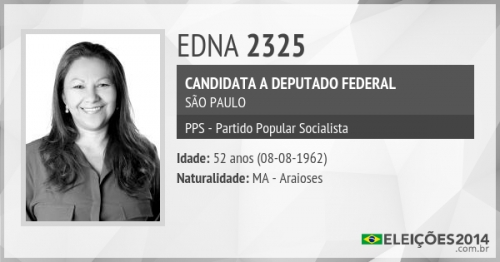 EDNA 2325
CANDIDATA A DEPUTADO FEDERAL
SÃO PAULO
PPS - Partido Popular Socialista
Idade: 52 anos (08-08-1962)
Naturalidade: MA - Araioses
ELEIÇÕES2014
.com.br